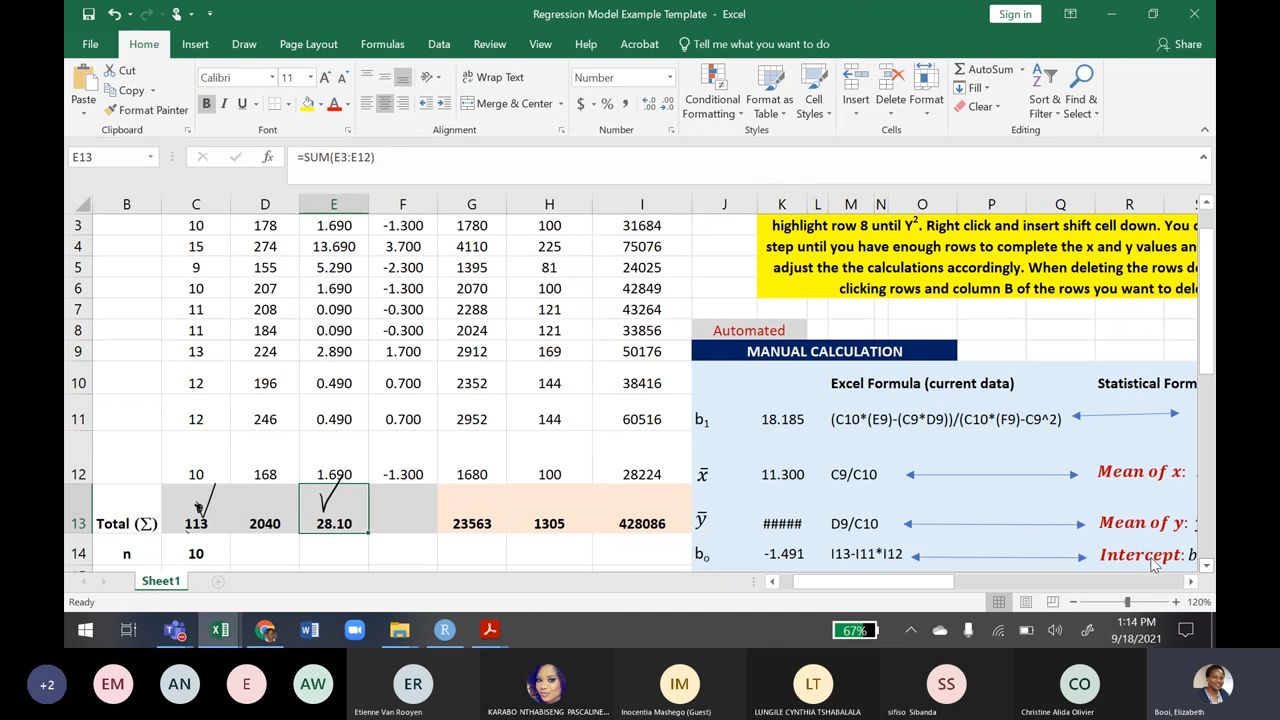 Regression Model Example Template - Excel
Sign in
File Home Insert Draw Page Layout Formulas Data Review View Help Acrobat Tell me what you want to do Share
Paste Cut Copy Format Painter
Clipboard
Calibri 11
B I U
Font
Wrap Text
Merge & Center
Alignment
Number
$ % ,
Number
Conditional Formatting Format as Table Cell Styles
Styles
Insert Delete Format
Cells
AutoSum
Fill
Clear
Sort & Filter Find & Select
Editing
E13 fx =SUM(E3:E12)
B C D E F G H I J K L M N O P Q R S
3 10 178 1.690 -1.300 1780 100 31684
4 15 274 13.690 3.700 4110 225 75076
5 9 155 5.290 -2.300 1395 81 24025
6 10 207 1.690 -1.300 2070 100 42849
7 11 208 0.090 -0.300 2288 121 43264
8 11 184 0.090 -0.300 2024 121 33856
9 13 224 2.890 1.700 2912 169 50176
10 12 196 0.490 0.700 2352 144 38416
11 12 246 0.490 0.700 2952 144 60516
12 10 168 1.690 -1.300 1680 100 28224
13 Total (∑) 113 2040 28.10 23563 1305 428086
14 n 10
highlight row 8 until Y². Right click and insert shift cell down. You
step until you have enough rows to complete the x and y values an
adjust the the calculations accordingly. When deleting the rows
clicking rows and column B of the rows you want to
Automated
MANUAL CALCULATION
Excel Formula (current data) Statistical Form
b₁ 18.185 (C10*(E9)-(C9*D9))/(C10*(F9)-C9^2)
x̄ 11.300 C9/C10 Mean of x:
ȳ ##### D9/C10 Mean of y:
b₀ -1.491 I13-I11*I12 Intercept: b
Sheet1
Ready
120%
67%
1:14 PM
9/18/2021
+2 EM AN E AW ER IM LT SS CO
Etienne Van Rooyen
KARABO NTHABISENG PASCALINE...
Inocentia Mashego (Guest)
LUNGILE CYNTHIA TSHABALALA
sifiso Sibanda
Christine Alida Olivier
Booi, Elizabeth